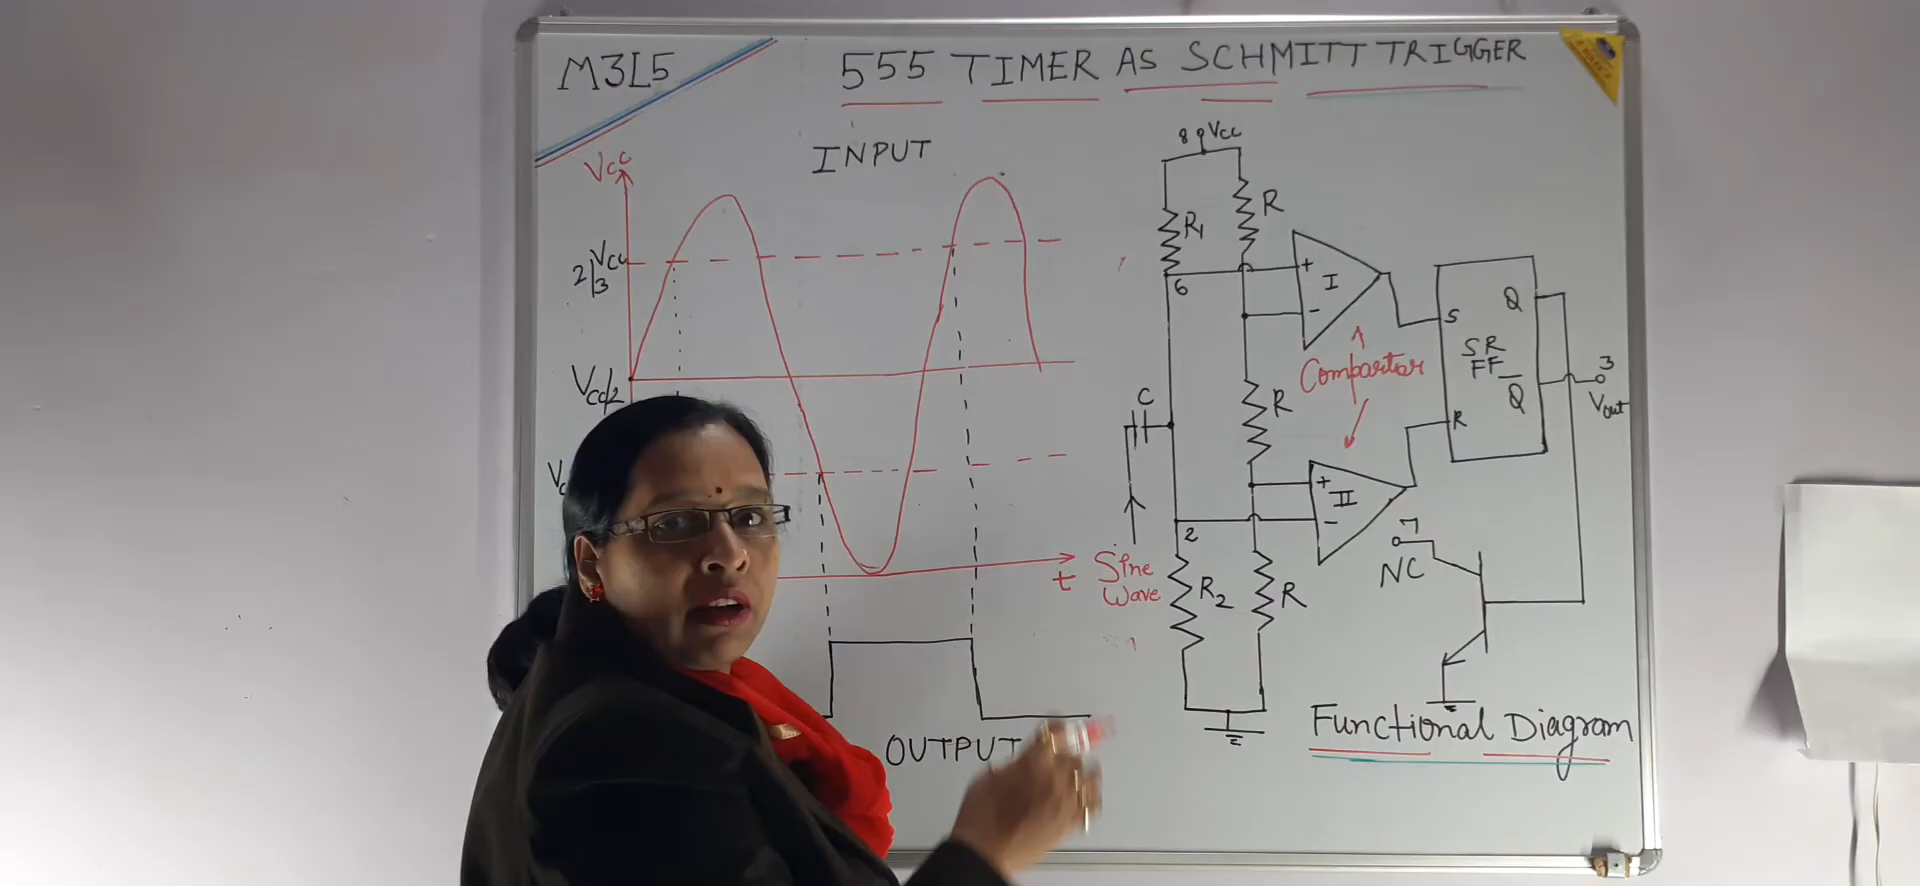 M3L5
555 TIMER AS SCHMITT TRIGGER
INPUT
Vcc
2/3 Vcc
Vcc/2
t
OUTPUT
8 Vcc
R1
R
6
+
I
-
S
Q
SR
FF
Q̅
R
3
Vout
Compartar
C
R
+
II
-
2
Sine
Wave
R2
R
7
NC
Functional Diagram